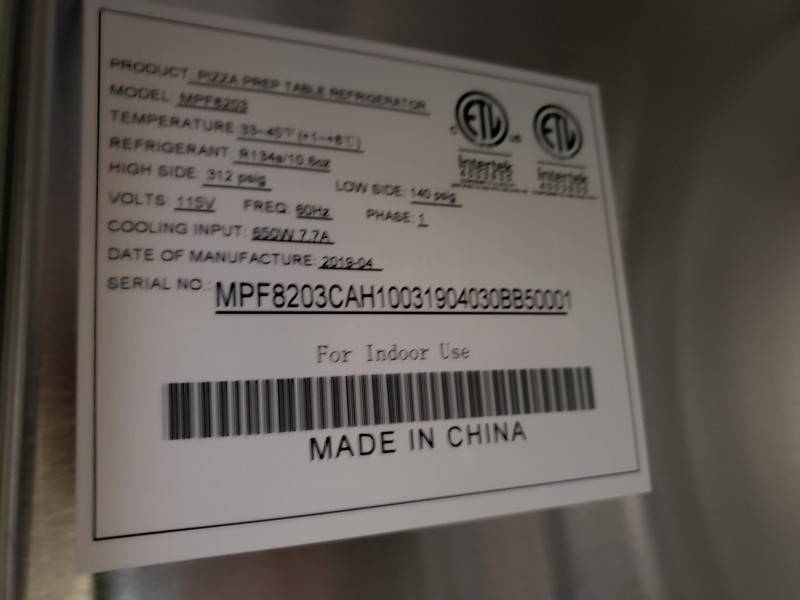 PRODUCT: PIZZA PREP TABLE REFRIGERATOR
MODEL: MPF8203
TEMPERATURE: 33~45°F (+1~+8℃)
REFRIGERANT: R134a/10.6oz
HIGH SIDE: 312 psig LOW SIDE: 140 psig
VOLTS: 115V FREQ: 60Hz PHASE: 1
COOLING INPUT: 650W 7.7A
DATE OF MANUFACTURE: 2019-04
SERIAL NO.: MPF8203CAH10031904030BB50001
For Indoor Use
MADE IN CHINA
C ETL US
Intertek
ETL
Intertek